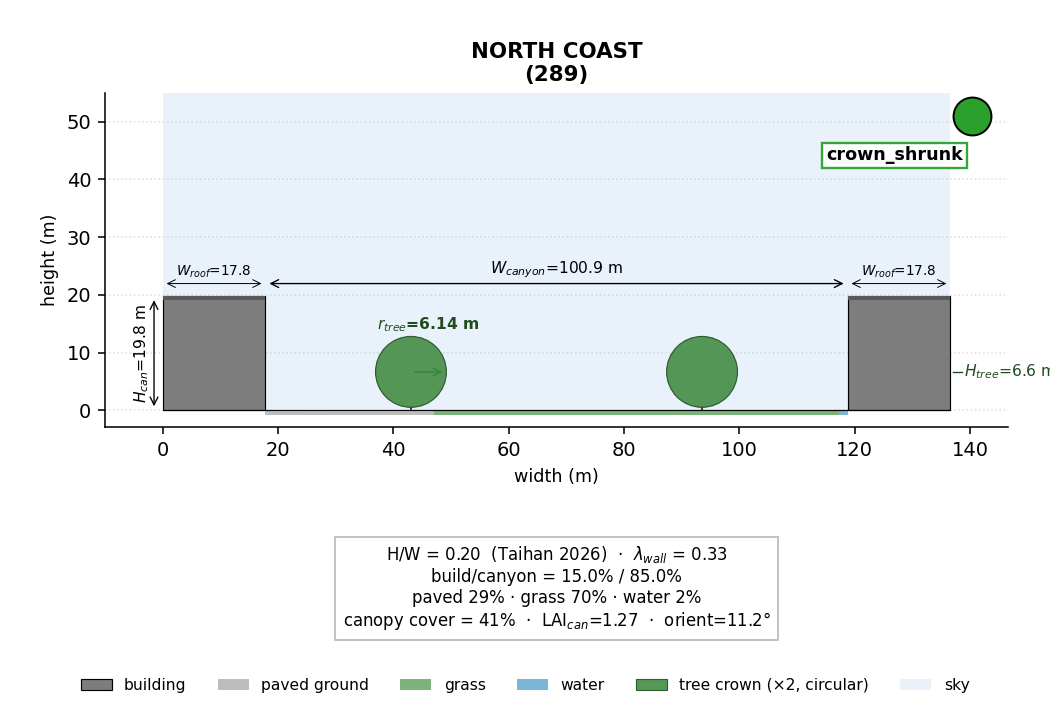 NORTH COAST
(289)
50
40
30
20
10
0
height (m)
crown_shrunk
W_roof=17.8
W_canyon=100.9 m
W_roof=17.8
H_can=19.8 m
r_tree=6.14 m
H_tree=6.6 m
0 20 40 60 80 100 120 140
width (m)
H/W = 0.20 (Taihan 2026) · λ_wall = 0.33
build/canyon = 15.0% / 85.0%
paved 29% · grass 70% · water 2%
canopy cover = 41% · LAI_can=1.27 · orient=11.2°
building paved ground grass water tree crown (×2, circular) sky